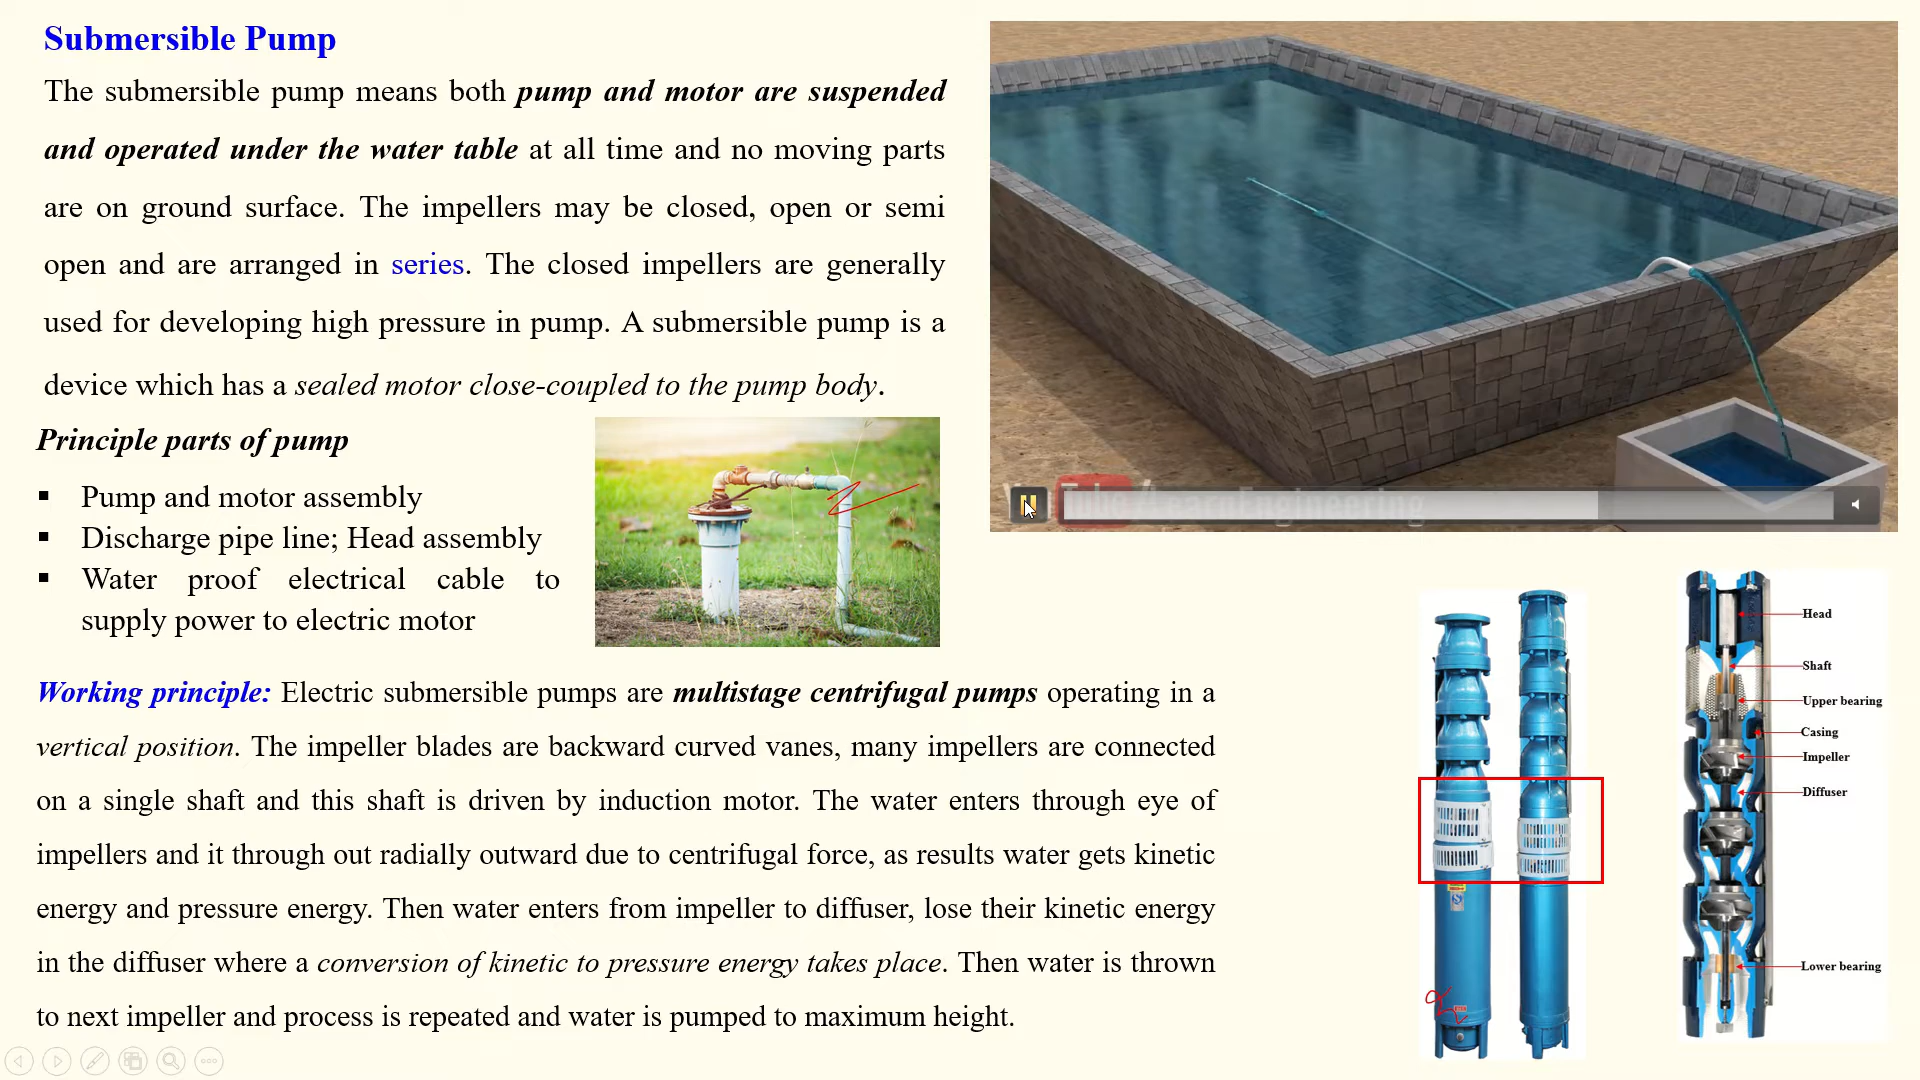 Submersible Pump
The submersible pump means both pump and motor are suspended
and operated under the water table at all time and no moving parts
are on ground surface. The impellers may be closed, open or semi
open and are arranged in series. The closed impellers are generally
used for developing high pressure in pump. A submersible pump is a
device which has a sealed motor close-coupled to the pump body.
Principle parts of pump
▪ Pump and motor assembly
▪ Discharge pipe line; Head assembly
▪ Water proof electrical cable to
supply power to electric motor
Working principle: Electric submersible pumps are multistage centrifugal pumps operating in a
vertical position. The impeller blades are backward curved vanes, many impellers are connected
on a single shaft and this shaft is driven by induction motor. The water enters through eye of
impellers and it through out radially outward due to centrifugal force, as results water gets kinetic
energy and pressure energy. Then water enters from impeller to diffuser, lose their kinetic energy
in the diffuser where a conversion of kinetic to pressure energy takes place. Then water is thrown
to next impeller and process is repeated and water is pumped to maximum height.
Head
Shaft
Upper bearing
Casing
Impeller
Diffuser
Lower bearing